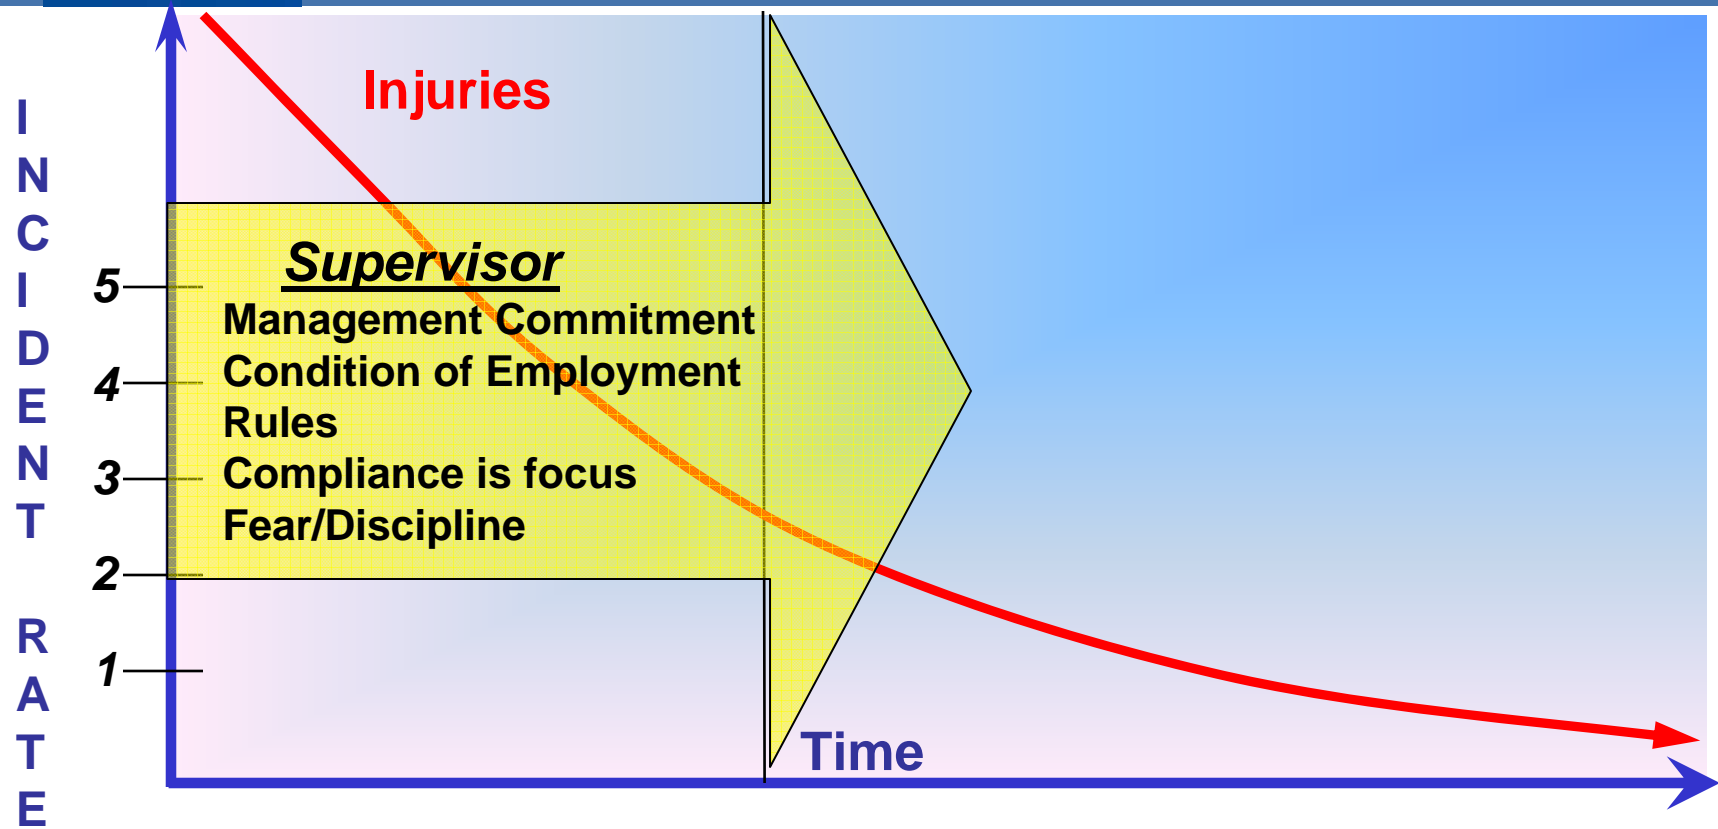 INCIDENT RATE
Injuries
Supervisor
Management Commitment
Condition of Employment
Rules
Compliance is focus
Fear/Discipline
5
4
3
2
1
Time